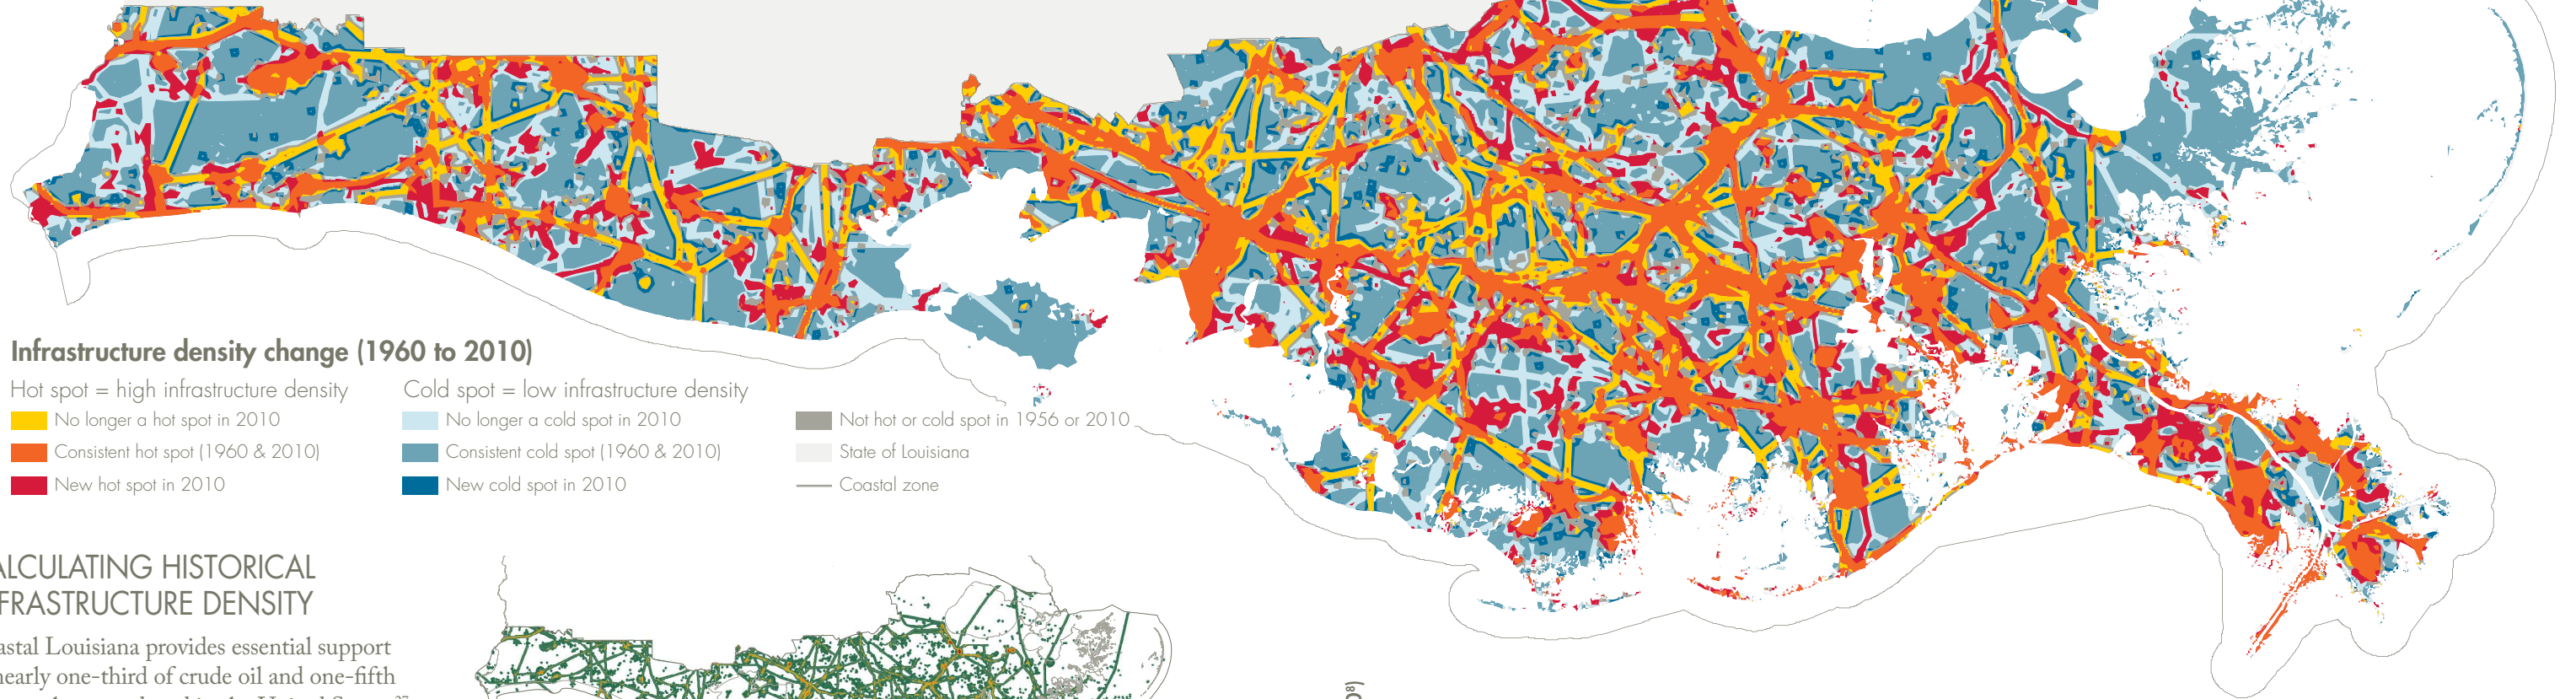 Infrastructure density change (1960 to 2010)
Hot spot = high infrastructure density
No longer a hot spot in 2010
Consistent hot spot (1960 & 2010)
New hot spot in 2010
Cold spot = low infrastructure density
No longer a cold spot in 2010
Consistent cold spot (1960 & 2010)
New cold spot in 2010
Not hot or cold spot in 1956 or 2010
State of Louisiana
Coastal zone
ALCULATING HISTORICAL
FRASTRUCTURE DENSITY
astal Louisiana provides essential support
nearly one-third of crude oil and one-fifth